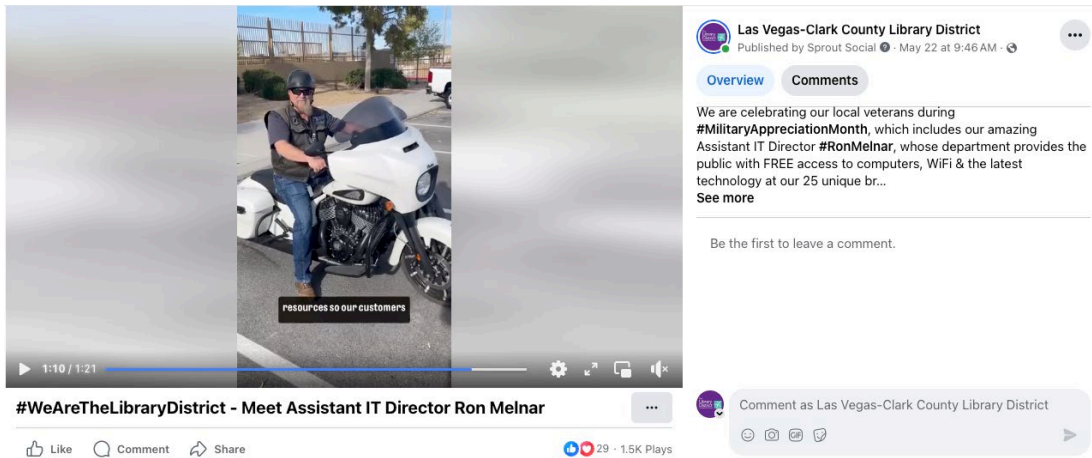 Las Vegas-Clark County Library District
Published by Sprout Social · May 22 at 9:46 AM ·
Overview
Comments
We are celebrating our local veterans during
#MilitaryAppreciationMonth, which includes our amazing
Assistant IT Director #RonMelnar, whose department provides the
public with FREE access to computers, WiFi & the latest
technology at our 25 unique br...
See more
Be the first to leave a comment.
resources so our customers
1:10 / 1:21
#WeAreTheLibraryDistrict - Meet Assistant IT Director Ron Melnar
Like
Comment
Share
29 · 1.5K Plays
Comment as Las Vegas-Clark County Library District
GIF